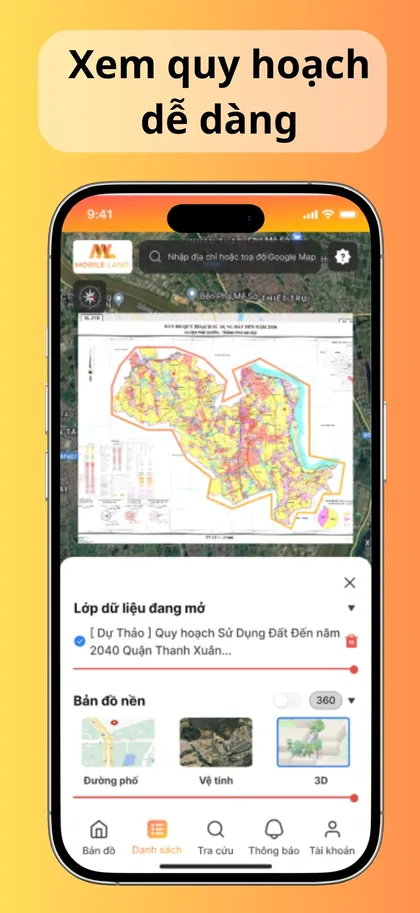 Xem quy hoạch
dễ dàng
9:41
MOBILE LAND
Nhập địa chỉ hoặc toạ độ Google Map
Bến Phà Mễ Sở
THIẾT TRỤ
Lớp dữ liệu đang mở
[ Dự Thảo ] Quy hoạch Sử Dụng Đất Đến năm
2040 Quận Thanh Xuân...
Bản đồ nền
360
Đường phố
Vệ tinh
3D
Bản đồ
Danh sách
Tra cứu
Thông báo
Tài khoản